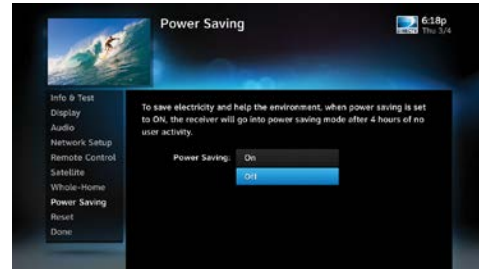 Power Saving
DIRECTV
6:18p
Thu 3/4
Info & Test
Display
Audio
Network Setup
Remote Control
Satellite
Whole-Home
Power Saving
Reset
Done
To save electricity and help the environment, when power saving is set
to ON, the receiver will go into power saving mode after 4 hours of no
user activity.
Power Saving: On
Off